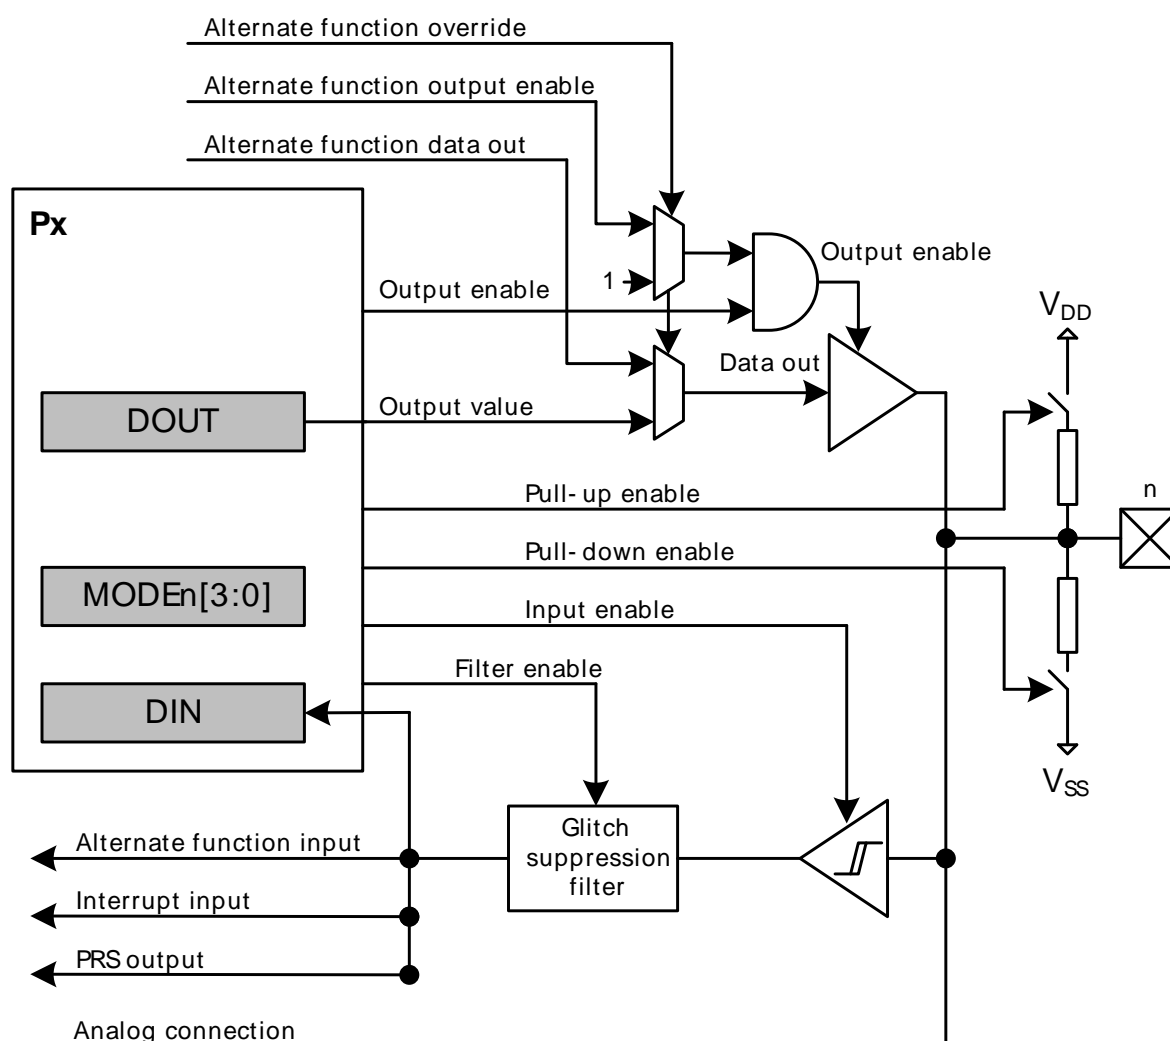 Alternate function override
Alternate function output enable
Alternate function data out
Px
Output enable
1
Output enable
VDD
Data out
DOUT
Output value
Pull-up enable
n
Pull-down enable
MODEn[3:0]
Input enable
Filter enable
DIN
VSS
Glitch
suppression
filter
Alternate function input
Interrupt input
PRS output
Analog connection